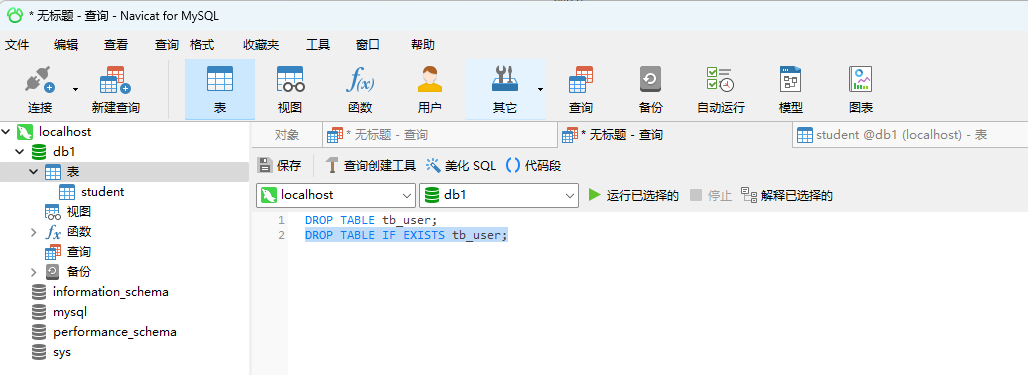 * 无标题 - 查询 - Navicat for MySQL
文件 编辑 查看 查询 格式 收藏夹 工具 窗口 帮助
连接 新建查询 表 视图 函数 用户 其它 查询 备份 自动运行 模型 图表
localhost
db1
表
student
视图
函数
查询
备份
information_schema
mysql
performance_schema
sys
对象 * 无标题 - 查询 * 无标题 - 查询 student @db1 (localhost) - 表
保存 查询创建工具 美化 SQL 代码段
localhost db1 运行已选择的 停止 解释已选择的
1 DROP TABLE tb_user;
2 DROP TABLE IF EXISTS tb_user;